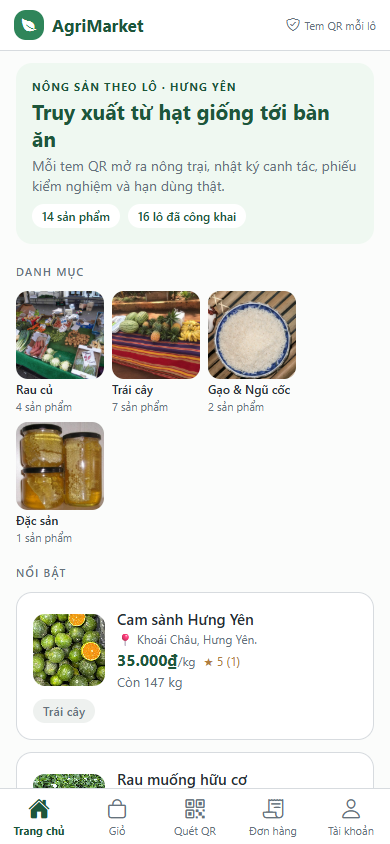 AgriMarket
Tem QR mỗi lô
NÔNG SẢN THEO LÔ · HƯNG YÊN
Truy xuất từ hạt giống tới bàn
ăn
Mỗi tem QR mở ra nông trại, nhật ký canh tác, phiếu
kiểm nghiệm và hạn dùng thật.
14 sản phẩm
16 lô đã công khai
DANH MỤC
Rau củ
4 sản phẩm
Trái cây
7 sản phẩm
Gạo & Ngũ cốc
2 sản phẩm
Đặc sản
1 sản phẩm
NỔI BẬT
Cam sành Hưng Yên
📍 Khoái Châu, Hưng Yên.
35.000₫/kg ★ 5 (1)
Còn 147 kg
Trái cây
Rau muống hữu cơ
Trang chủ
Giỏ
Quét QR
Đơn hàng
Tài khoản